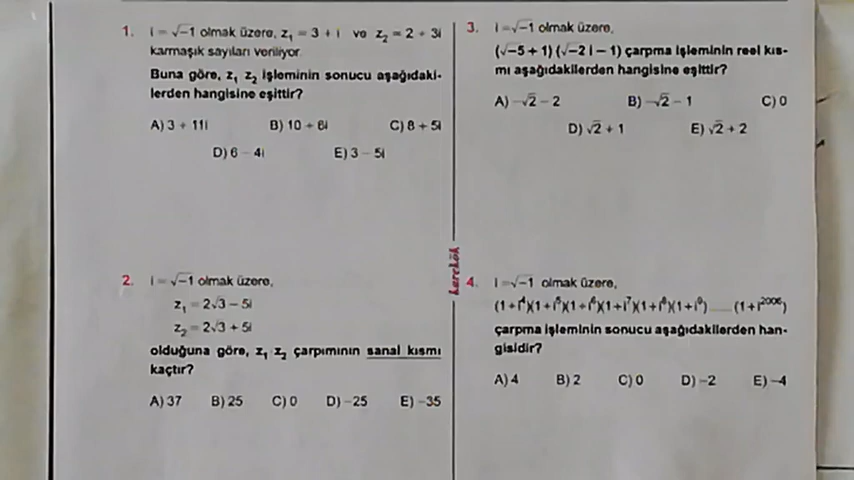 1. i = √-1 olmak üzere, z₁ = 3 + i ve z₂ = 2 + 3i
karmaşık sayıları veriliyor.
Buna göre, z₁ z₂ işleminin sonucu aşağıdaki-
lerden hangisine eşittir?
A) 3 + 11i B) 10 + 6i C) 8 + 5i
D) 6 – 4i E) 3 – 5i
2. i = √-1 olmak üzere,
z₁ = 2√3 – 5i
z₂ = 2√3 + 5i
olduğuna göre, z₁ z₂ çarpımının sanal kısmı
kaçtır?
A) 37 B) 25 C) 0 D) –25 E) –35
karekök
3. i = √-1 olmak üzere,
(√-5 + 1) (√-2 i – 1) çarpma işleminin reel kıs-
mı aşağıdakilerden hangisine eşittir?
A) –√2 – 2 B) –√2 – 1 C) 0
D) √2 + 1 E) √2 + 2
4. i = √-1 olmak üzere,
(1 + i⁴)(1 + i⁵)(1 + i⁶)(1 + i⁷)(1 + i⁸)(1 + i⁹) ...... (1 + i²⁰⁰⁶)
çarpma işleminin sonucu aşağıdakilerden han-
gisidir?
A) 4 B) 2 C) 0 D) –2 E) –4